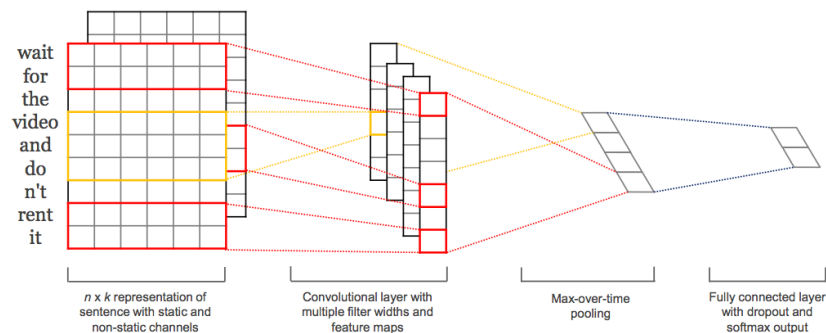 wait
for
the
video
and
do
n't
rent
it
n x k representation of
sentence with static and
non-static channels
Convolutional layer with
multiple filter widths and
feature maps
Max-over-time
pooling
Fully connected layer
with dropout and
softmax output